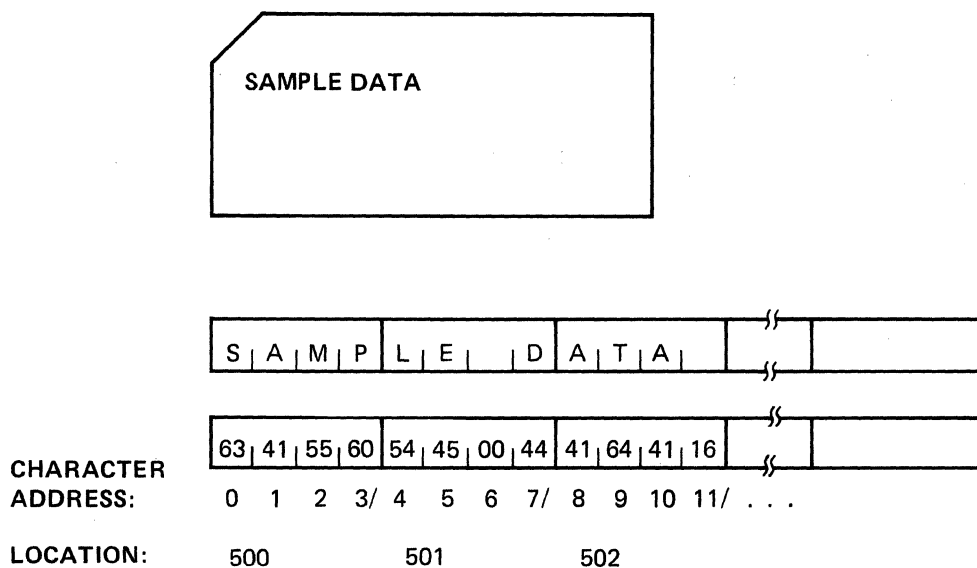 SAMPLE DATA
S A M P L E D A T A
63 41 55 60 54 45 00 44 41 64 41 16
CHARACTER
ADDRESS: 0 1 2 3/ 4 5 6 7/ 8 9 10 11/ . . .
LOCATION: 500 501 502